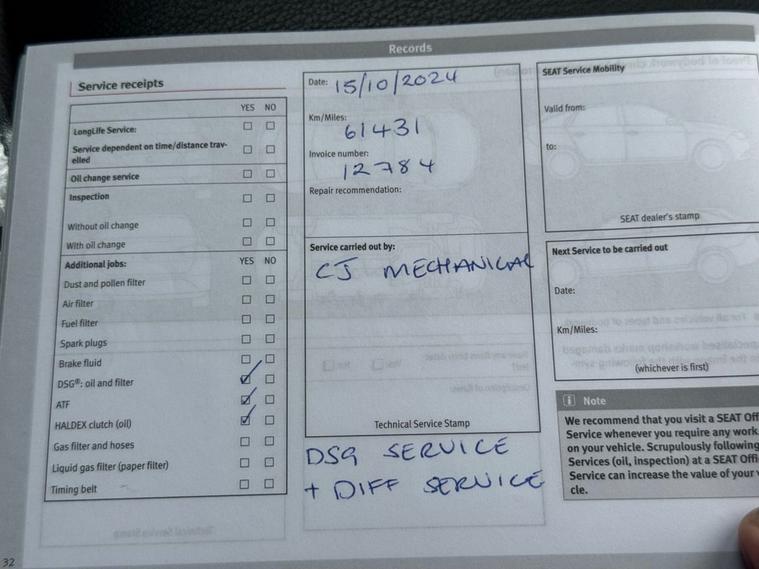 Records
Service receipts
YES NO
LongLife Service:
Service dependent on time/distance trav-
elled
Oil change service
Inspection
Without oil change
With oil change
Additional jobs: YES NO
Dust and pollen filter
Air filter
Fuel filter
Spark plugs
Brake fluid
DSG®: oil and filter
ATF
HALDEX clutch (oil)
Gas filter and hoses
Liquid gas filter (paper filter)
Timing belt
Date: 15/10/2024
Km/Miles:
61431
Invoice number:
12784
Repair recommendation:
Service carried out by:
CJ MECHANICAL
Technical Service Stamp
DSG SERVICE
+ DIFF SERVICE
SEAT Service Mobility
Valid from:
to:
SEAT dealer's stamp
Next Service to be carried out
Date:
Km/Miles:
(whichever is first)
i Note
We recommend that you visit a SEAT Off
Service whenever you require any work
on your vehicle. Scrupulously following
Services (oil, inspection) at a SEAT Offi
Service can increase the value of your
cle.
32